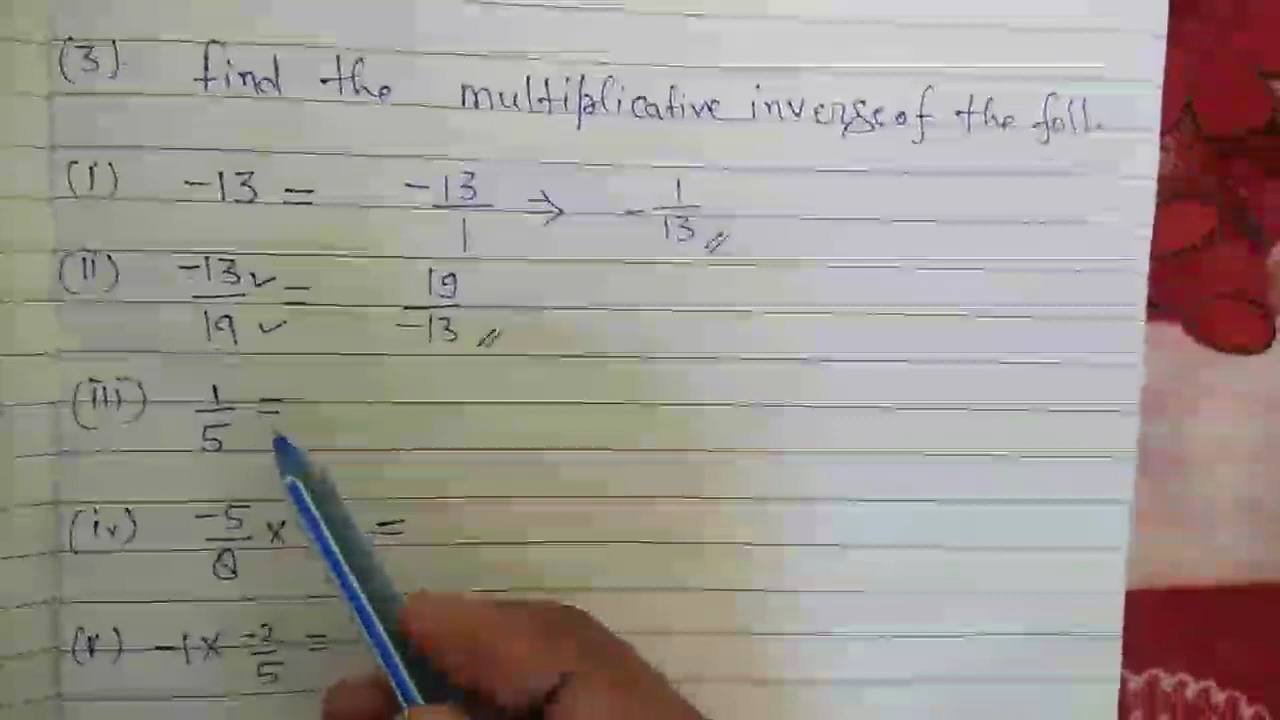 (3). find the multiplicative inverse of the foll.
(i) -13 = -13/1 ⇒ -1/13
(ii) -13/19 = 19/-13
(iii) 1/5 =
(iv) -5/8 × =
(v) -1 × -2/5 =